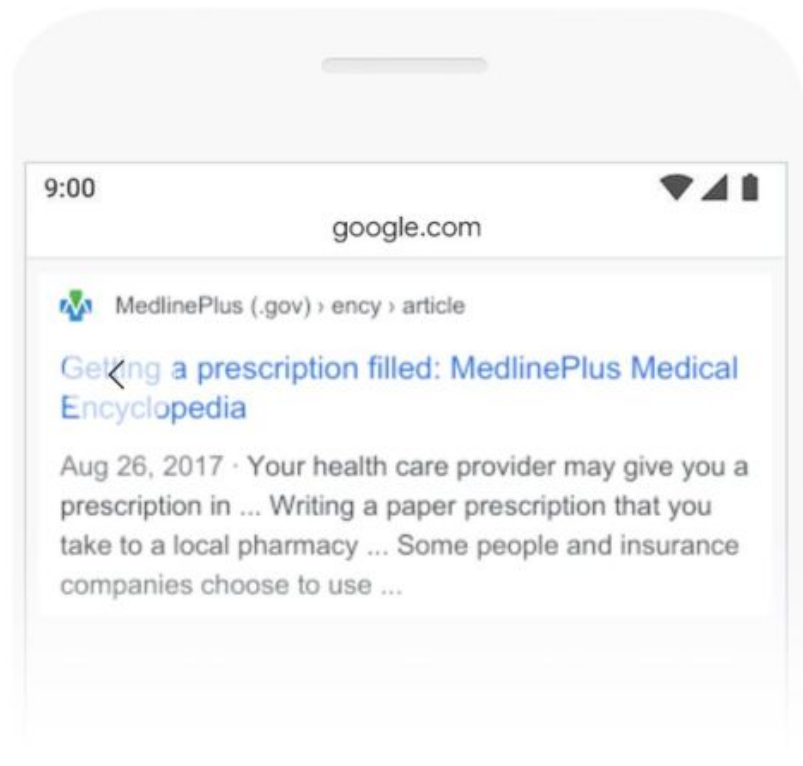 9:00
google.com
MedlinePlus (.gov) › ency › article
Getting a prescription filled: MedlinePlus Medical
Encyclopedia
Aug 26, 2017 · Your health care provider may give you a
prescription in ... Writing a paper prescription that you
take to a local pharmacy ... Some people and insurance
companies choose to use ...